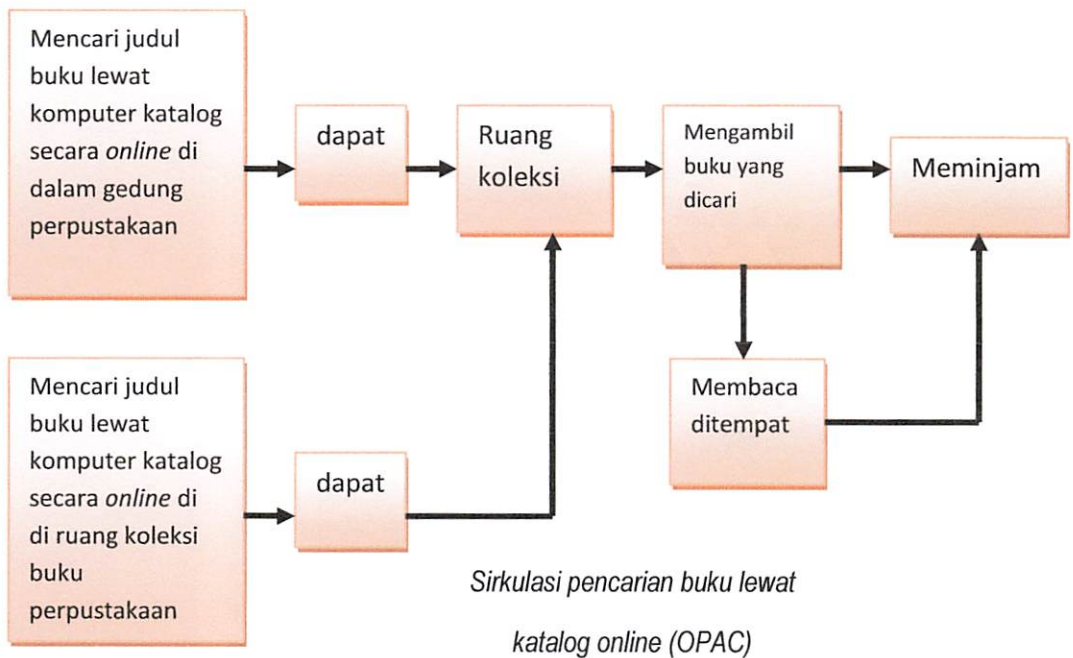 Mencari judul
buku lewat
komputer katalog
secara online di
dalam gedung
perpustakaan
dapat
Ruang
koleksi
Mengambil
buku yang
dicari
Meminjam
Membaca
ditempat
Mencari judul
buku lewat
komputer katalog
secara online di
di ruang koleksi
buku
perpustakaan
dapat
Sirkulasi pencarian buku lewat
katalog online (OPAC)